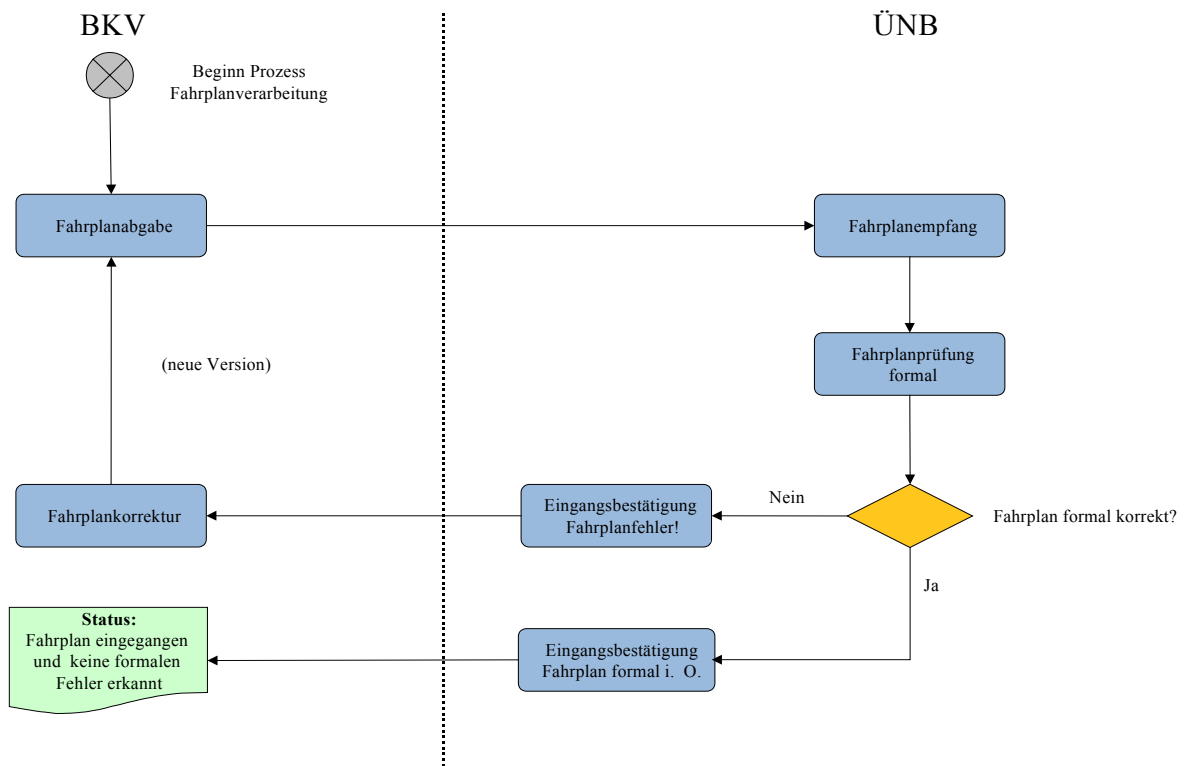 BKV
ÜNB
Beginn Prozess
Fahrplanverarbeitung
Fahrplanabgabe
Fahrplanempfang
(neue Version)
Fahrplanprüfung
formal
Fahrplankorrektur
Eingangsbestätigung
Fahrplanfehler!
Nein
Fahrplan formal korrekt?
Ja
Status:
Fahrplan eingegangen
und keine formalen
Fehler erkannt
Eingangsbestätigung
Fahrplan formal i. O.